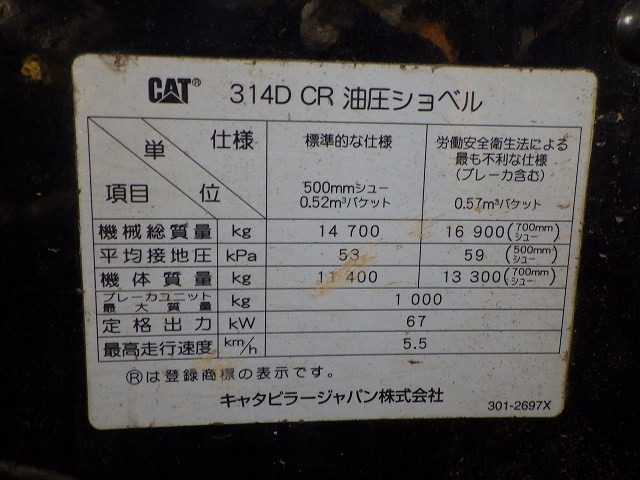 CAT® 314D CR 油圧ショベル
単位 仕様 項目 標準的な仕様 500mmシュー 0.52m³バケット 労働安全衛生法による最も不利な仕様(ブレーカ含む) 0.57m³バケット
機械総質量 kg 14 700 16 900(700mmシュー)
平均接地圧 kPa 53 59(500mmシュー)
機体質量 kg 11 400 13 300(700mmシュー)
ブレーカユニット最大質量 kg 1 000
定格出力 kW 67
最高走行速度 km/h 5.5
®は登録商標の表示です。
キャタピラージャパン株式会社
301-2697X